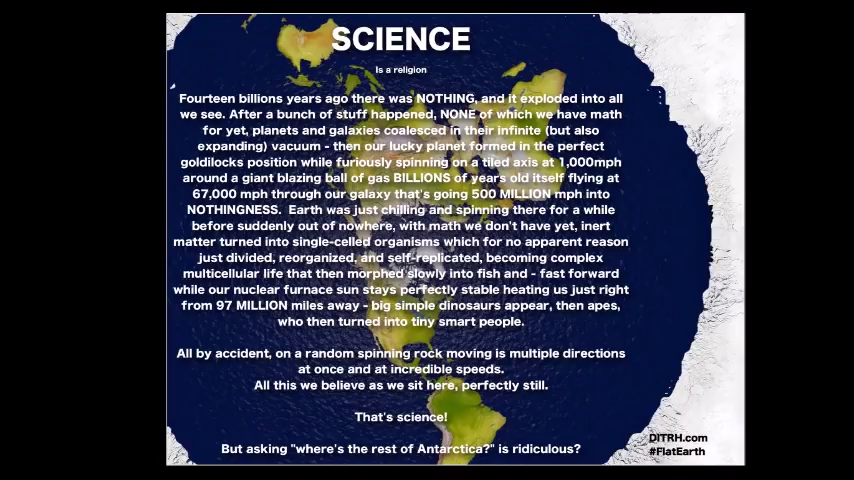 SCIENCE
Is a religion
Fourteen billions years ago there was NOTHING, and it exploded into all
we see. After a bunch of stuff happened, NONE of which we have math
for yet, planets and galaxies coalesced in their infinite (but also
expanding) vacuum - then our lucky planet formed in the perfect
goldilocks position while furiously spinning on a tiled axis at 1,000mph
around a giant blazing ball of gas BILLIONS of years old itself flying at
67,000 mph through our galaxy that's going 500 MILLION mph into
NOTHINGNESS. Earth was just chilling and spinning there for a while
before suddenly out of nowhere, with math we don't have yet, inert
matter turned into single-celled organisms which for no apparent reason
just divided, reorganized, and self-replicated, becoming complex
multicellular life that then morphed slowly into fish and - fast forward
while our nuclear furnace sun stays perfectly stable heating us just right
from 97 MILLION miles away - big simple dinosaurs appear, then apes,
who then turned into tiny smart people.
All by accident, on a random spinning rock moving is multiple directions
at once and at incredible speeds.
All this we believe as we sit here, perfectly still.
That's science!
But asking "where's the rest of Antarctica?" is ridiculous?
DITRH.com
#FlatEarth